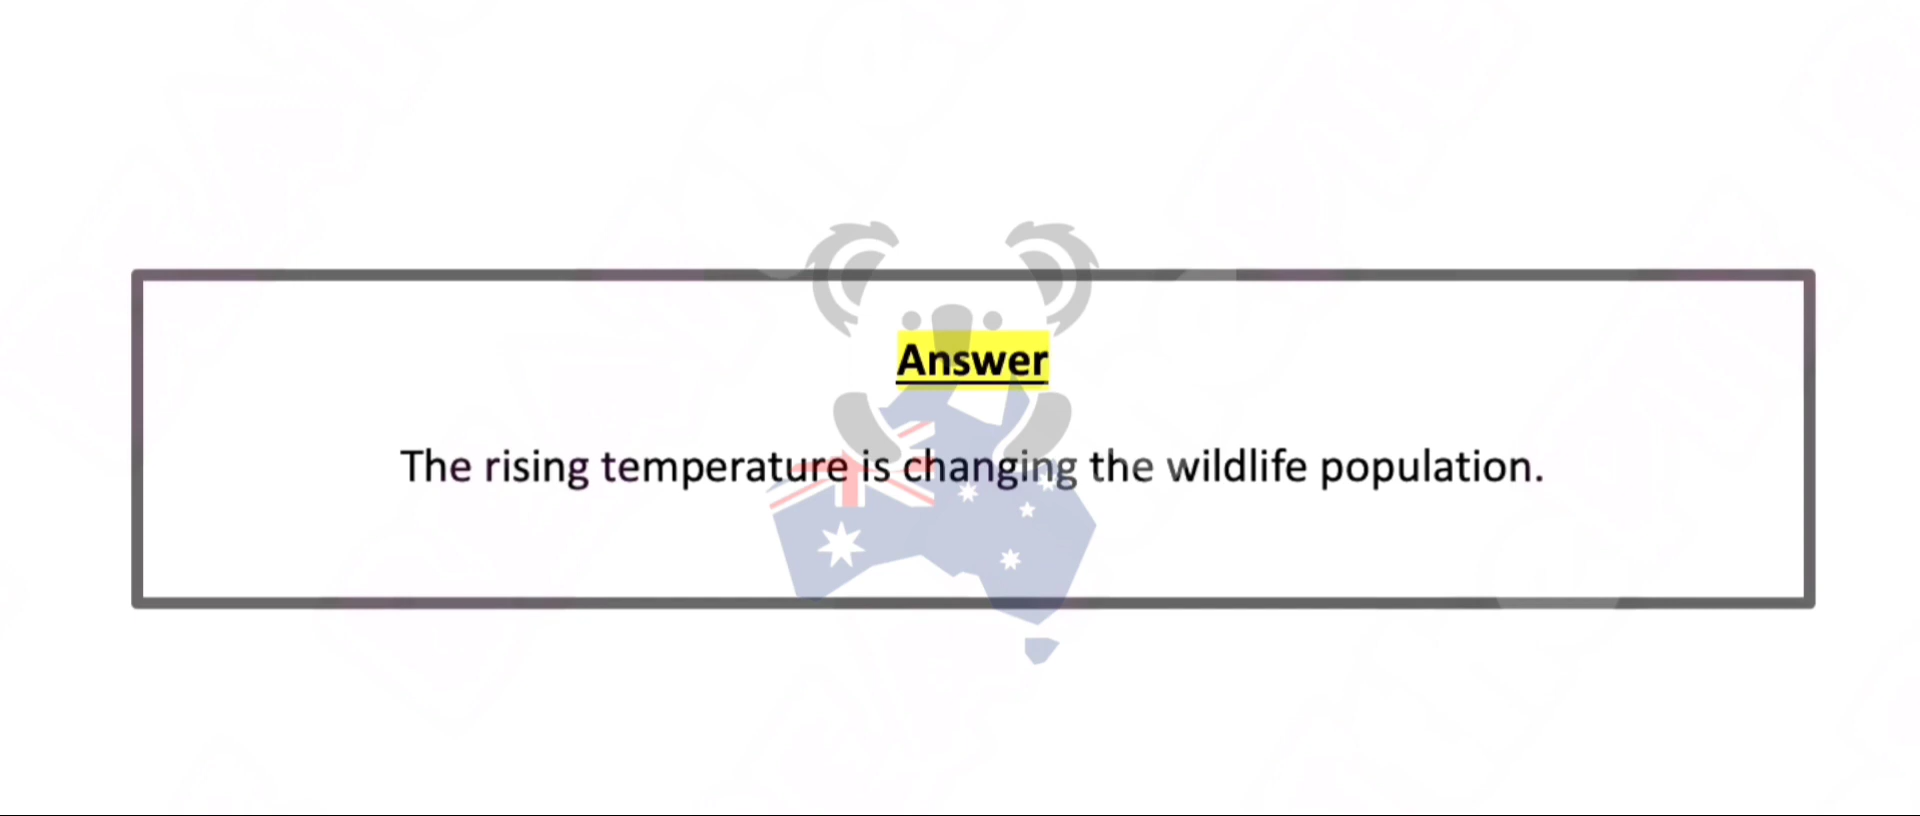 Answer
The rising temperature is changing the wildlife population.